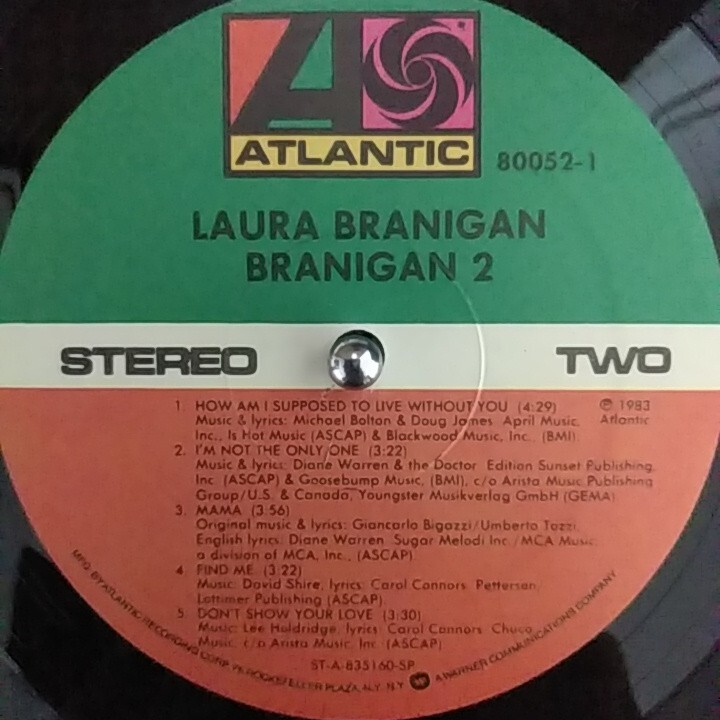 ATLANTIC
80052-1
LAURA BRANIGAN
BRANIGAN 2
STEREO
TWO
1. HOW AM I SUPPOSED TO LIVE WITHOUT YOU (4:29)
Music & lyrics: Michael Bolton & Doug James. April Music,
Inc., Is Hot Music (ASCAP) & Blackwood Music, Inc., (BMI)
℗ 1983
Atlantic
2. I'M NOT THE ONLY ONE (3:22)
Music & lyrics: Diane Warren & the Doctor. Edition Sunset Publishing,
Inc. (ASCAP) & Goosebump Music, (BMI), c/o Arista Music Publishing
Group/U.S. & Canada, Youngster Musikverlag GmbH (GEMA)
3. MAMA (3:56)
Original music & lyrics: Giancarlo Bigazzi/Umberto Tozzi.
English lyrics: Diane Warren. Sugar Melodi Inc./MCA Music,
a division of MCA, Inc., (ASCAP)
4. FIND ME (3:22)
Music: David Shire, lyrics: Carol Connors. Petterson,
Lortimer Publishing (ASCAP)
5. DON'T SHOW YOUR LOVE (3:30)
Music: Lee Holdridge, lyrics: Carol Connors. Chuco
Music, c/o Arista Music Inc. (ASCAP)
ST-A-835160-SP
MFG. BY ATLANTIC RECORDING CORP., 75 ROCKEFELLER PLAZA, N.Y., N.Y. A WARNER COMMUNICATIONS COMPANY